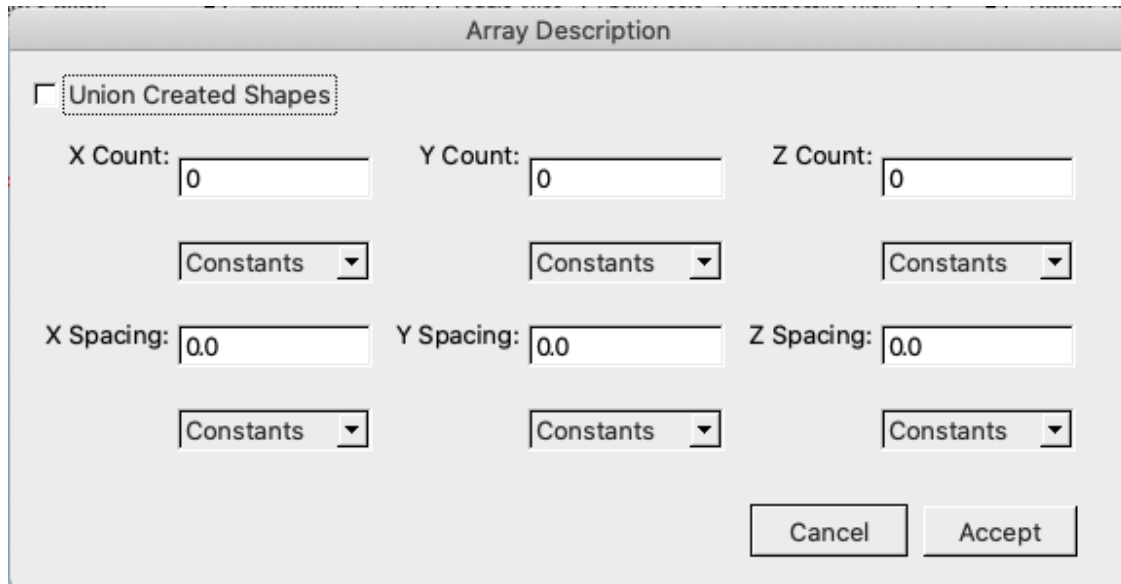 Array Description
Union Created Shapes
X Count: 0 Y Count: 0 Z Count: 0
Constants Constants Constants
X Spacing: 0.0 Y Spacing: 0.0 Z Spacing: 0.0
Constants Constants Constants
Cancel Accept